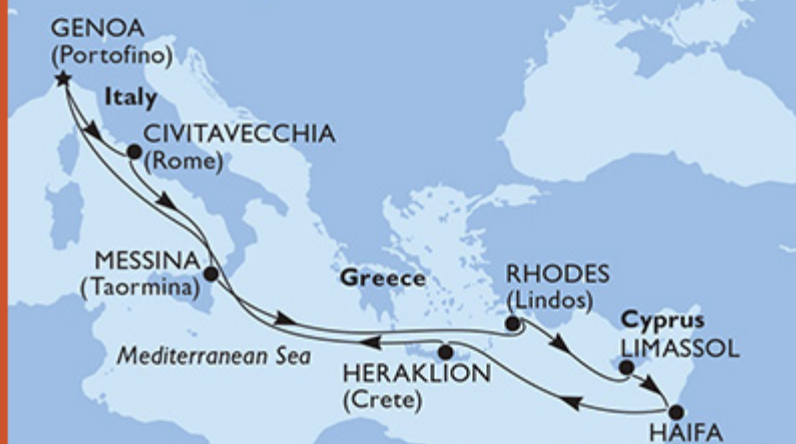 GENOA
(Portofino)
Italy
CIVITAVECCHIA
(Rome)
MESSINA
(Taormina)
Greece
RHODES
(Lindos)
Cyprus
LIMASSOL
Mediterranean Sea
HERAKLION
(Crete)
HAIFA